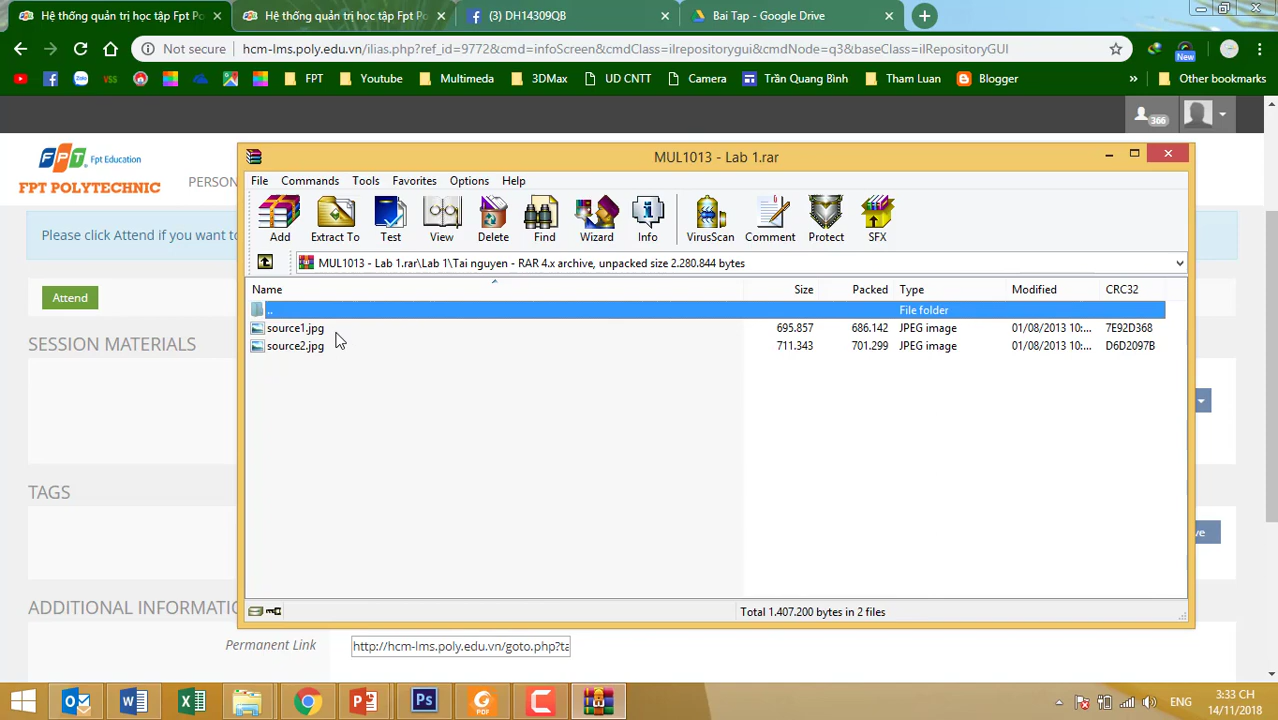 Hệ thống quản trị học tập Fpt Po
Hệ thống quản trị học tập Fpt Po
(3) DH14309QB
Bai Tap - Google Drive
Not secure
hcm-lms.poly.edu.vn/ilias.php?ref_id=9772&cmd=infoScreen&cmdClass=ilrepositorygui&cmdNode=q3&baseClass=ilRepositoryGUI
New
FPT
Youtube
Multimeda
3DMax
UD CNTT
Camera
Trần Quang Bình
Tham Luan
Blogger
»
Other bookmarks
366
FPT Fpt Education
FPT POLYTECHNIC
PERSON
MUL1013 - Lab 1.rar
File Commands Tools Favorites Options Help
Add Extract To Test View Delete Find Wizard Info VirusScan Comment Protect SFX
MUL1013 - Lab 1.rar\Lab 1\Tai nguyen - RAR 4.x archive, unpacked size 2.280.844 bytes
Name Size Packed Type Modified CRC32
.. File folder
source1.jpg 695.857 686.142 JPEG image 01/08/2013 10:... 7E92D368
source2.jpg 711.343 701.299 JPEG image 01/08/2013 10:... D6D2097B
Total 1.407.200 bytes in 2 files
Please click Attend if you want to
Attend
SESSION MATERIALS
TAGS
ve
ADDITIONAL INFORMATIO
Permanent Link
http://hcm-lms.poly.edu.vn/goto.php?ta
Ps
PDF
ENG
3:33 CH
14/11/2018